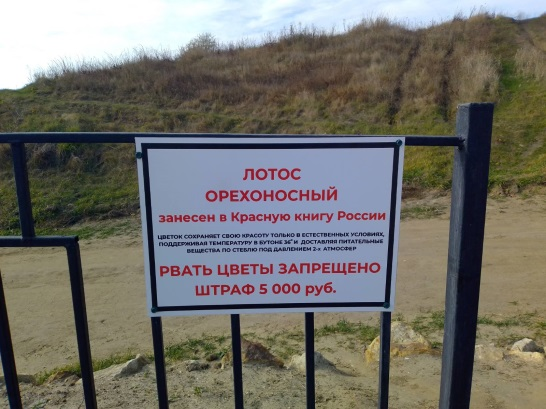 ЛОТОС
ОРЕХОНОСНЫЙ
занесен в Красную книгу России
ЦВЕТОК СОХРАНЯЕТ СВОЮ КРАСОТУ ТОЛЬКО В ЕСТЕСТВЕННЫХ УСЛОВИЯХ,
ПОДДЕРЖИВАЯ ТЕМПЕРАТУРУ В БУТОНЕ 36° И ДОСТАВЛЯЯ ПИТАТЕЛЬНЫЕ
ВЕЩЕСТВА ПО СТЕБЛЮ ПОД ДАВЛЕНИЕМ 2-х АТМОСФЕР
РВАТЬ ЦВЕТЫ ЗАПРЕЩЕНО
ШТРАФ 5 000 руб.